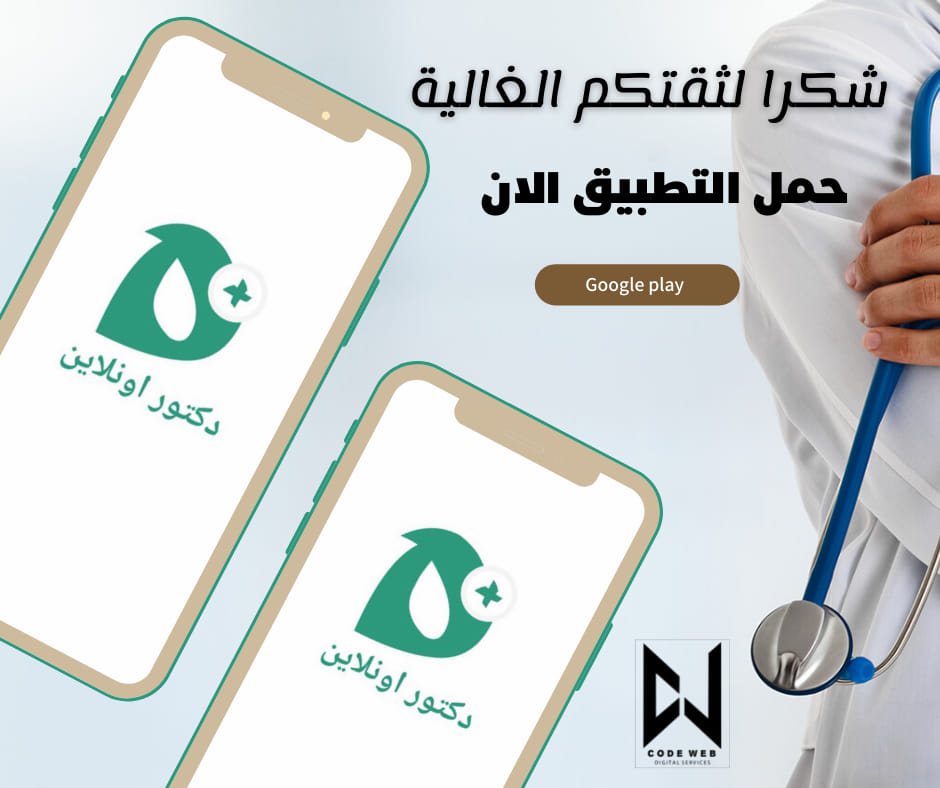 شكرا لثقتكم الغالية
حمل التطبيق الان
Google play
دكتور اونلاين
دكتور اونلاين
CODE WEB
DIGITAL SERVICES